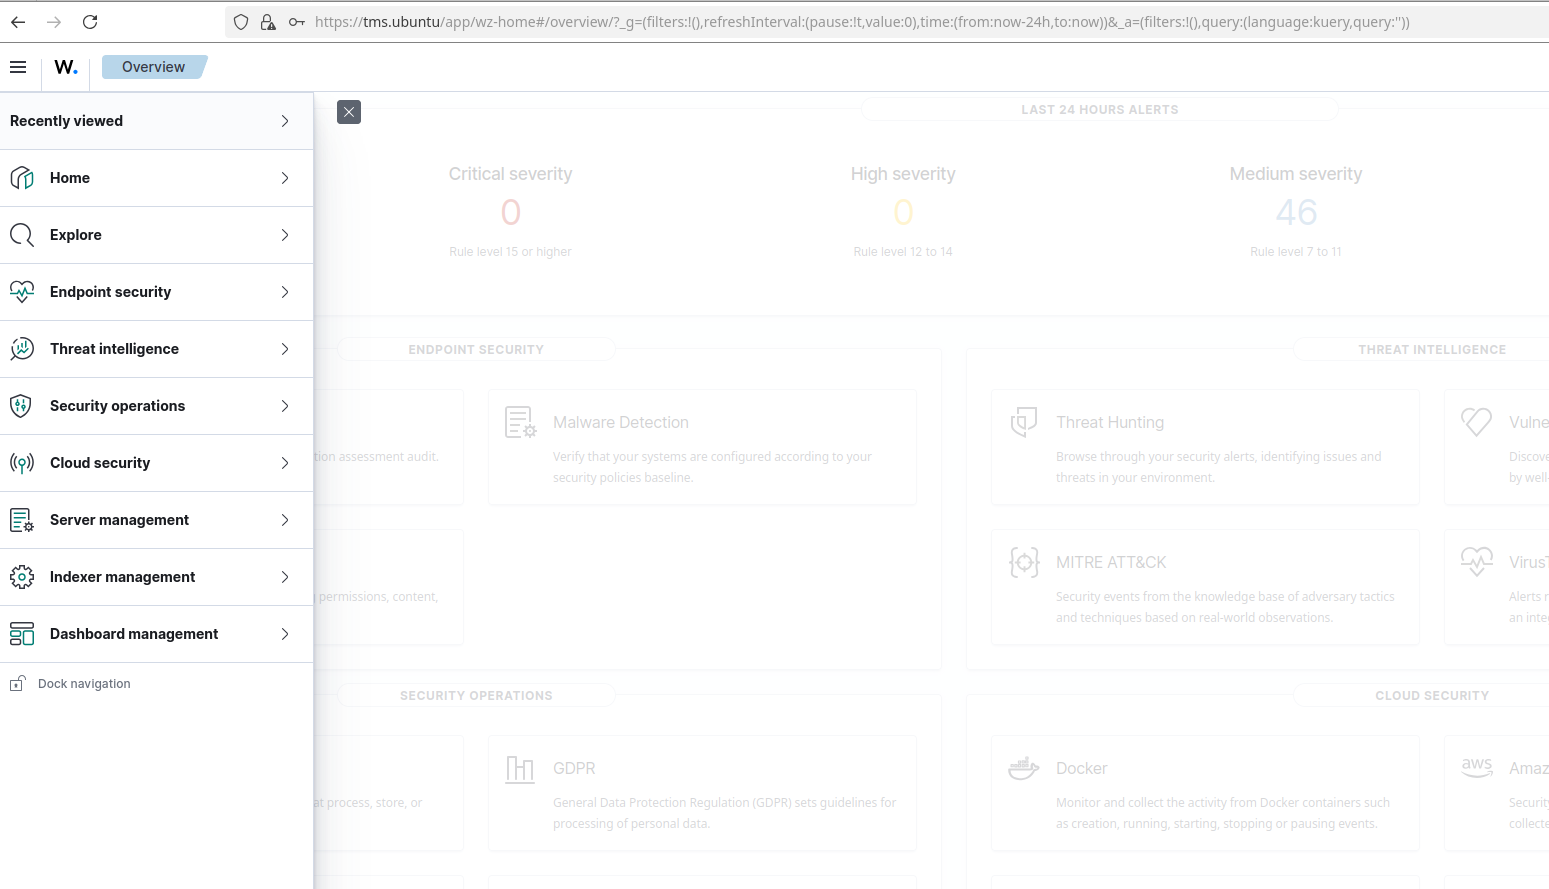 https://tms.ubuntu/app/wz-home#/overview/?_g=(filters:!(),refreshInterval:(pause:!t,value:0),time:(from:now-24h,to:now))&_a=(filters:!(),query:(language:kuery,query:''))
W.
Overview
Recently viewed
Home
Explore
Endpoint security
Threat intelligence
Security operations
Cloud security
Server management
Indexer management
Dashboard management
Dock navigation
LAST 24 HOURS ALERTS
Critical severity
0
Rule level 15 or higher
High severity
0
Rule level 12 to 14
Medium severity
46
Rule level 7 to 11
ENDPOINT SECURITY
tion assessment audit.
Malware Detection
Verify that your systems are configured according to your
security policies baseline.
permissions, content,
THREAT INTELLIGENCE
Threat Hunting
Browse through your security alerts, identifying issues and
threats in your environment.
Vulne
Discove
by well-
MITRE ATT&CK
Security events from the knowledge base of adversary tactics
and techniques based on real-world observations.
VirusT
Alerts r
an inte
SECURITY OPERATIONS
at process, store, or
GDPR
General Data Protection Regulation (GDPR) sets guidelines for
processing of personal data.
CLOUD SECURITY
Docker
Monitor and collect the activity from Docker containers such
as creation, running, starting, stopping or pausing events.
aws
Amaz
Security
collecte